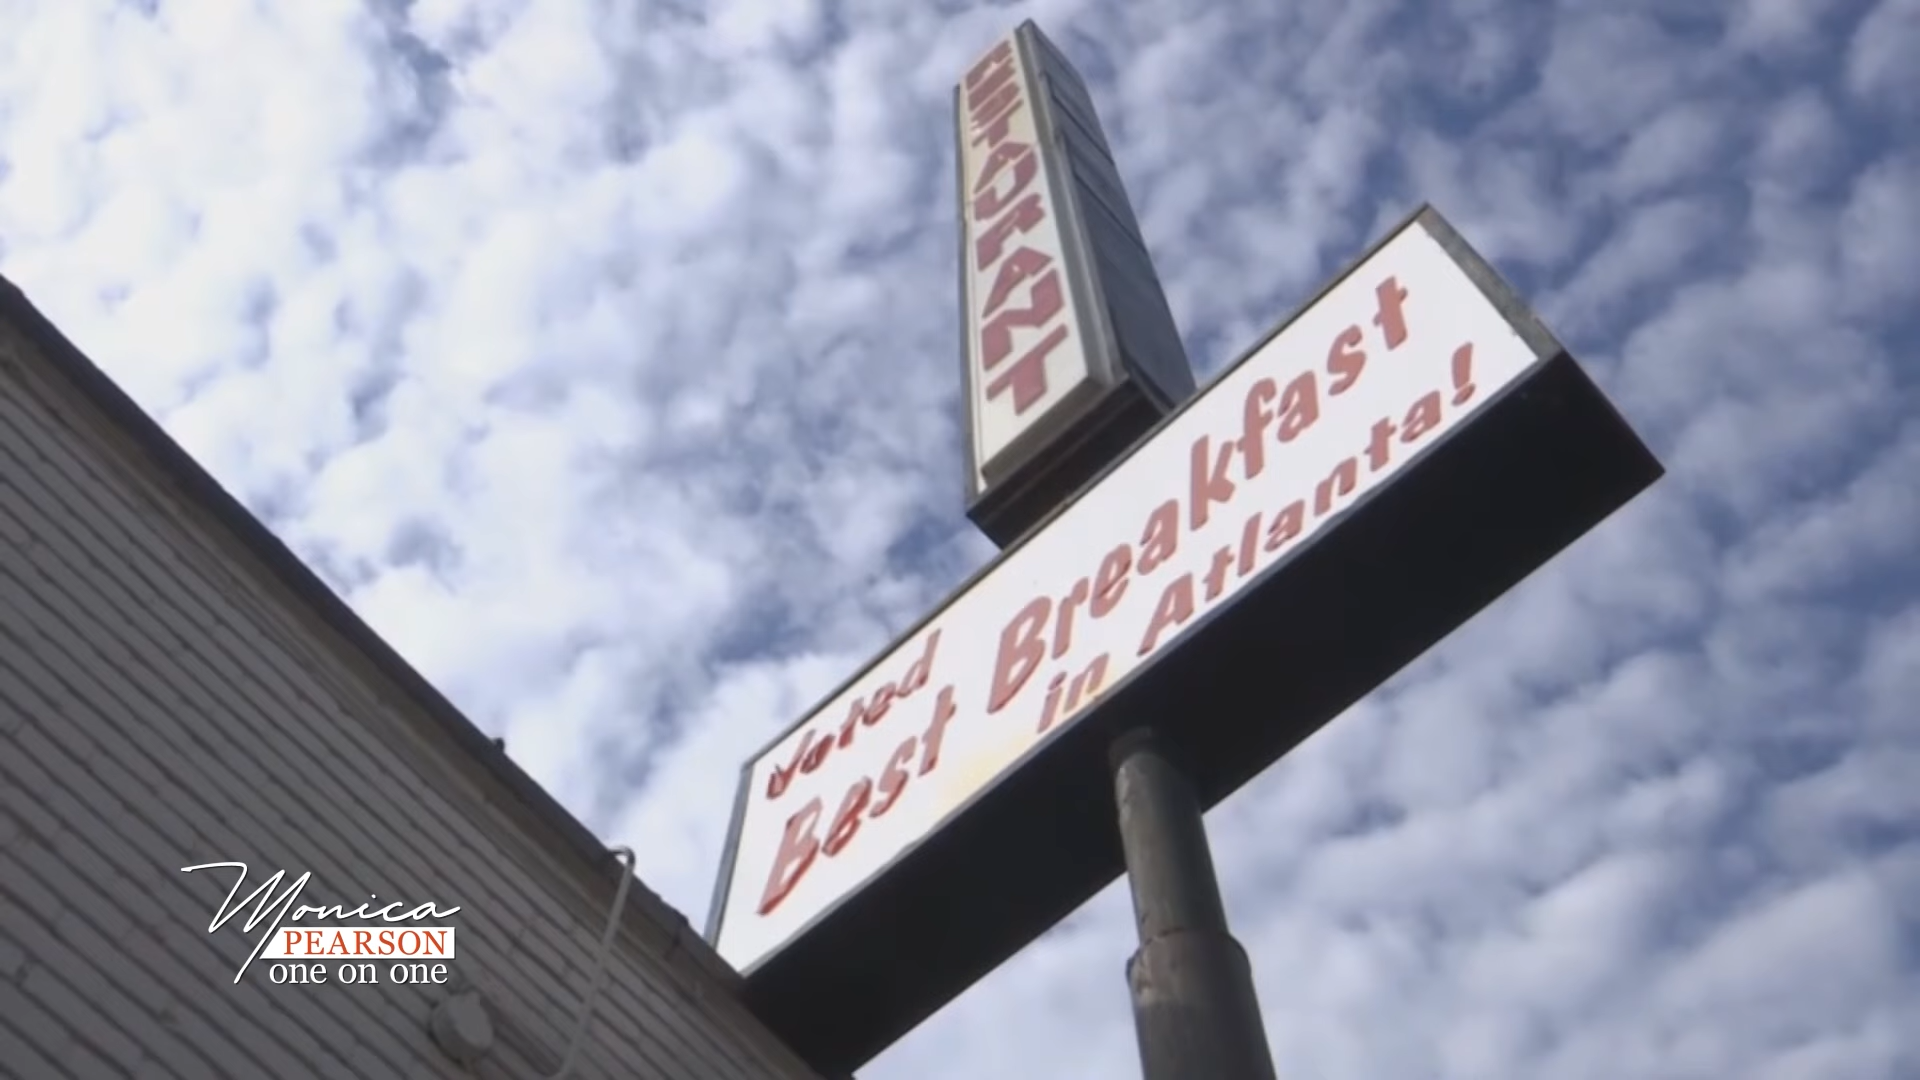 RESTAURANT
Voted
Best Breakfast
in Atlanta!
Monica
PEARSON
one on one